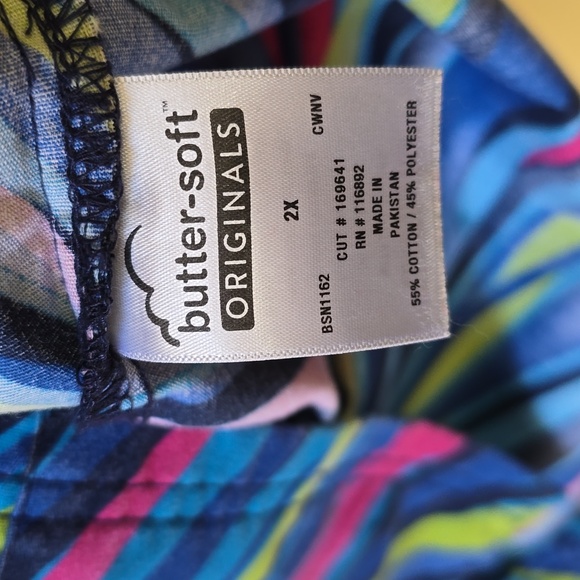 butter-soft™
ORIGINALS
2X
BSN1162 CWNV
CUT # 169641
RN # 116892
MADE IN
PAKISTAN
55% COTTON / 45% POLYESTER